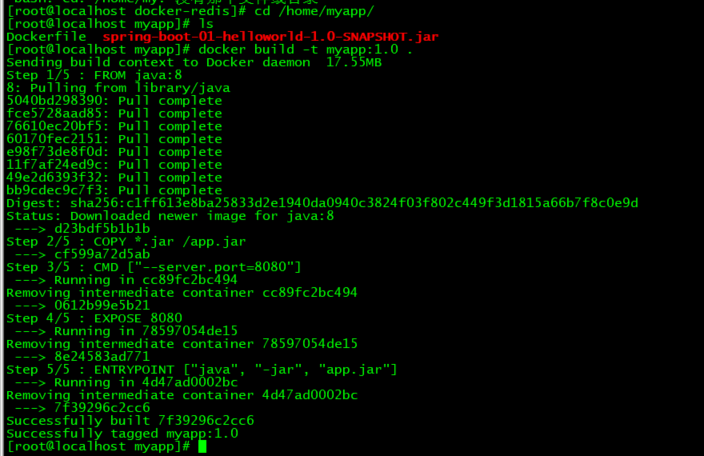 [root@localhost docker-redis]# cd /home/myapp/
[root@localhost myapp]# ls
Dockerfile  spring-boot-01-helloworld-1.0-SNAPSHOT.jar
[root@localhost myapp]# docker build -t myapp:1.0 .
Sending build context to Docker daemon  17.55MB
Step 1/5 : FROM java:8
8: Pulling from library/java
5040bd298390: Pull complete
fce5728aad85: Pull complete
76610ec20bf5: Pull complete
60170fec2151: Pull complete
e98f73de8f0d: Pull complete
11f7af24ed9c: Pull complete
49e2d6393f32: Pull complete
bb9cdec9c7f3: Pull complete
Digest: sha256:c1ff613e8ba25833d2e1940da0940c3824f03f802c449f3d1815a66b7f8c0e9d
Status: Downloaded newer image for java:8
 ---> d23bdf5b1b1b
Step 2/5 : COPY *.jar /app.jar
 ---> cf599a72d5ab
Step 3/5 : CMD ["--server.port=8080"]
 ---> Running in cc89fc2bc494
Removing intermediate container cc89fc2bc494
 ---> 0612b99e5b21
Step 4/5 : EXPOSE 8080
 ---> Running in 78597054de15
Removing intermediate container 78597054de15
 ---> 8e24583ad771
Step 5/5 : ENTRYPOINT ["java", "-jar", "app.jar"]
 ---> Running in 4d47ad0002bc
Removing intermediate container 4d47ad0002bc
 ---> 7f39296c2cc6
Successfully built 7f39296c2cc6
Successfully tagged myapp:1.0
[root@localhost myapp]#